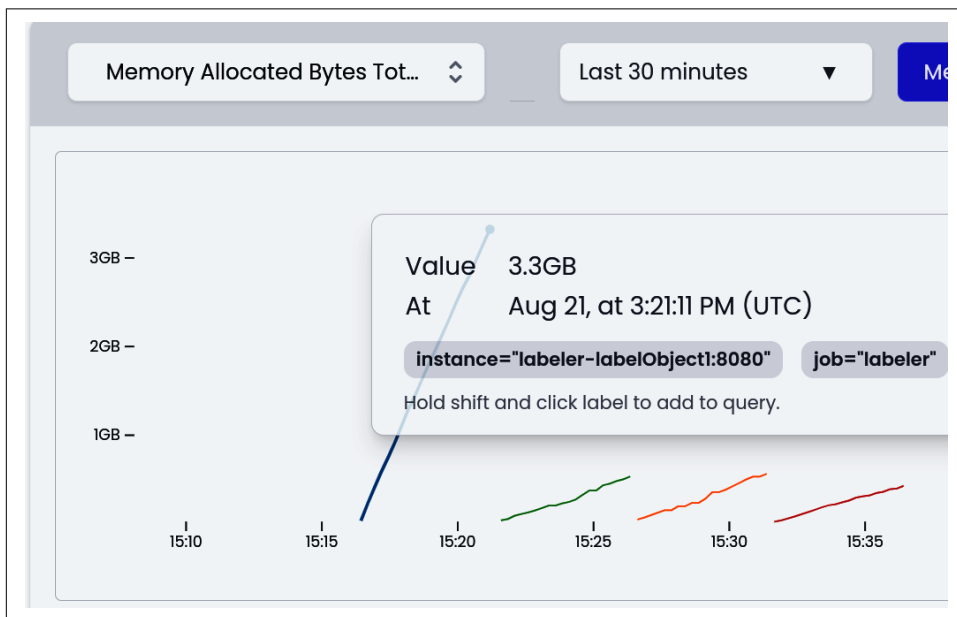 Memory Allocated Bytes Tot...
Last 30 minutes ▼
Me
3GB
2GB
1GB
Value 3.3GB
At Aug 21, at 3:21:11 PM (UTC)
instance="labeler-labelObject1:8080" job="labeler"
Hold shift and click label to add to query.
15:10 15:15 15:20 15:25 15:30 15:35